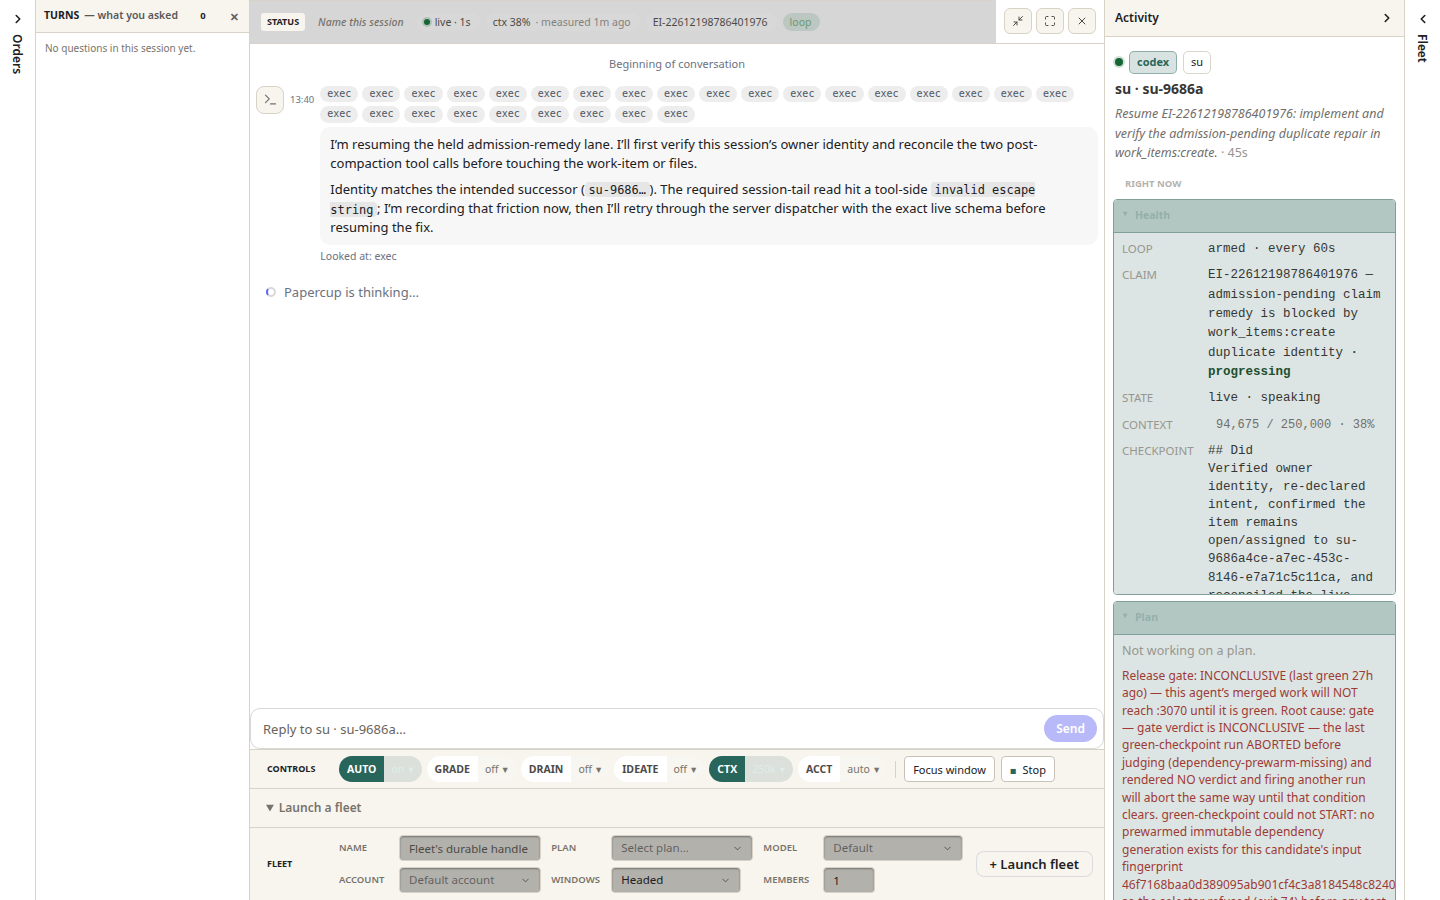 Orders
TURNS — what you asked 0 ×
No questions in this session yet.
STATUS Name this session live · 1s ctx 38% · measured 1m ago EI-22612198786401976 loop
Beginning of conversation
13:40 exec exec exec exec exec exec exec exec exec exec exec exec exec exec exec exec exec exec
exec exec exec exec exec exec exec exec exec
I'm resuming the held admission-remedy lane. I'll first verify this session's owner identity and reconcile the two post-
compaction tool calls before touching the work-item or files.
Identity matches the intended successor (su-9686…). The required session-tail read hit a tool-side invalid escape
string; I'm recording that friction now, then I'll retry through the server dispatcher with the exact live schema before
resuming the fix.
Looked at: exec
Papercup is thinking...
Reply to su · su-9686a...
Send
CONTROLS AUTO on ▾ GRADE off ▾ DRAIN off ▾ IDEATE off ▾ CTX 250k ▾ ACCT auto ▾ Focus window ■ Stop
▼ Launch a fleet
FLEET
NAME Fleet's durable handle PLAN Select plan... MODEL Default
ACCOUNT Default account WINDOWS Headed MEMBERS 1
+ Launch fleet
Activity
codex su
su · su-9686a
Resume EI-22612198786401976: implement and
verify the admission-pending duplicate repair in
work_items:create. · 45s
RIGHT NOW
Health
LOOP armed · every 60s
CLAIM EI-22612198786401976 —
admission-pending claim
remedy is blocked by
work_items:create
duplicate identity ·
progressing
STATE live · speaking
CONTEXT 94,675 / 250,000 · 38%
CHECKPOINT ## Did
Verified owner
identity, re-declared
intent, confirmed the
item remains
open/assigned to su-
9686a4ce-a7ec-453c-
8146-e7a71c5c11ca, and
reconciled the live
Plan
Not working on a plan.
Release gate: INCONCLUSIVE (last green 27h
ago) — this agent's merged work will NOT
reach :3070 until it is green. Root cause: gate
— gate verdict is INCONCLUSIVE — the last
green-checkpoint run ABORTED before
judging (dependency-prewarm-missing) and
rendered NO verdict and firing another run
will abort the same way until that condition
clears. green-checkpoint could not START: no
prewarmed immutable dependency
generation exists for this candidate's input
fingerprint
46f7168baa0d389095ab901cf4c3a8184548c8240
so the selector refused (exit 74) before any test
Fleet